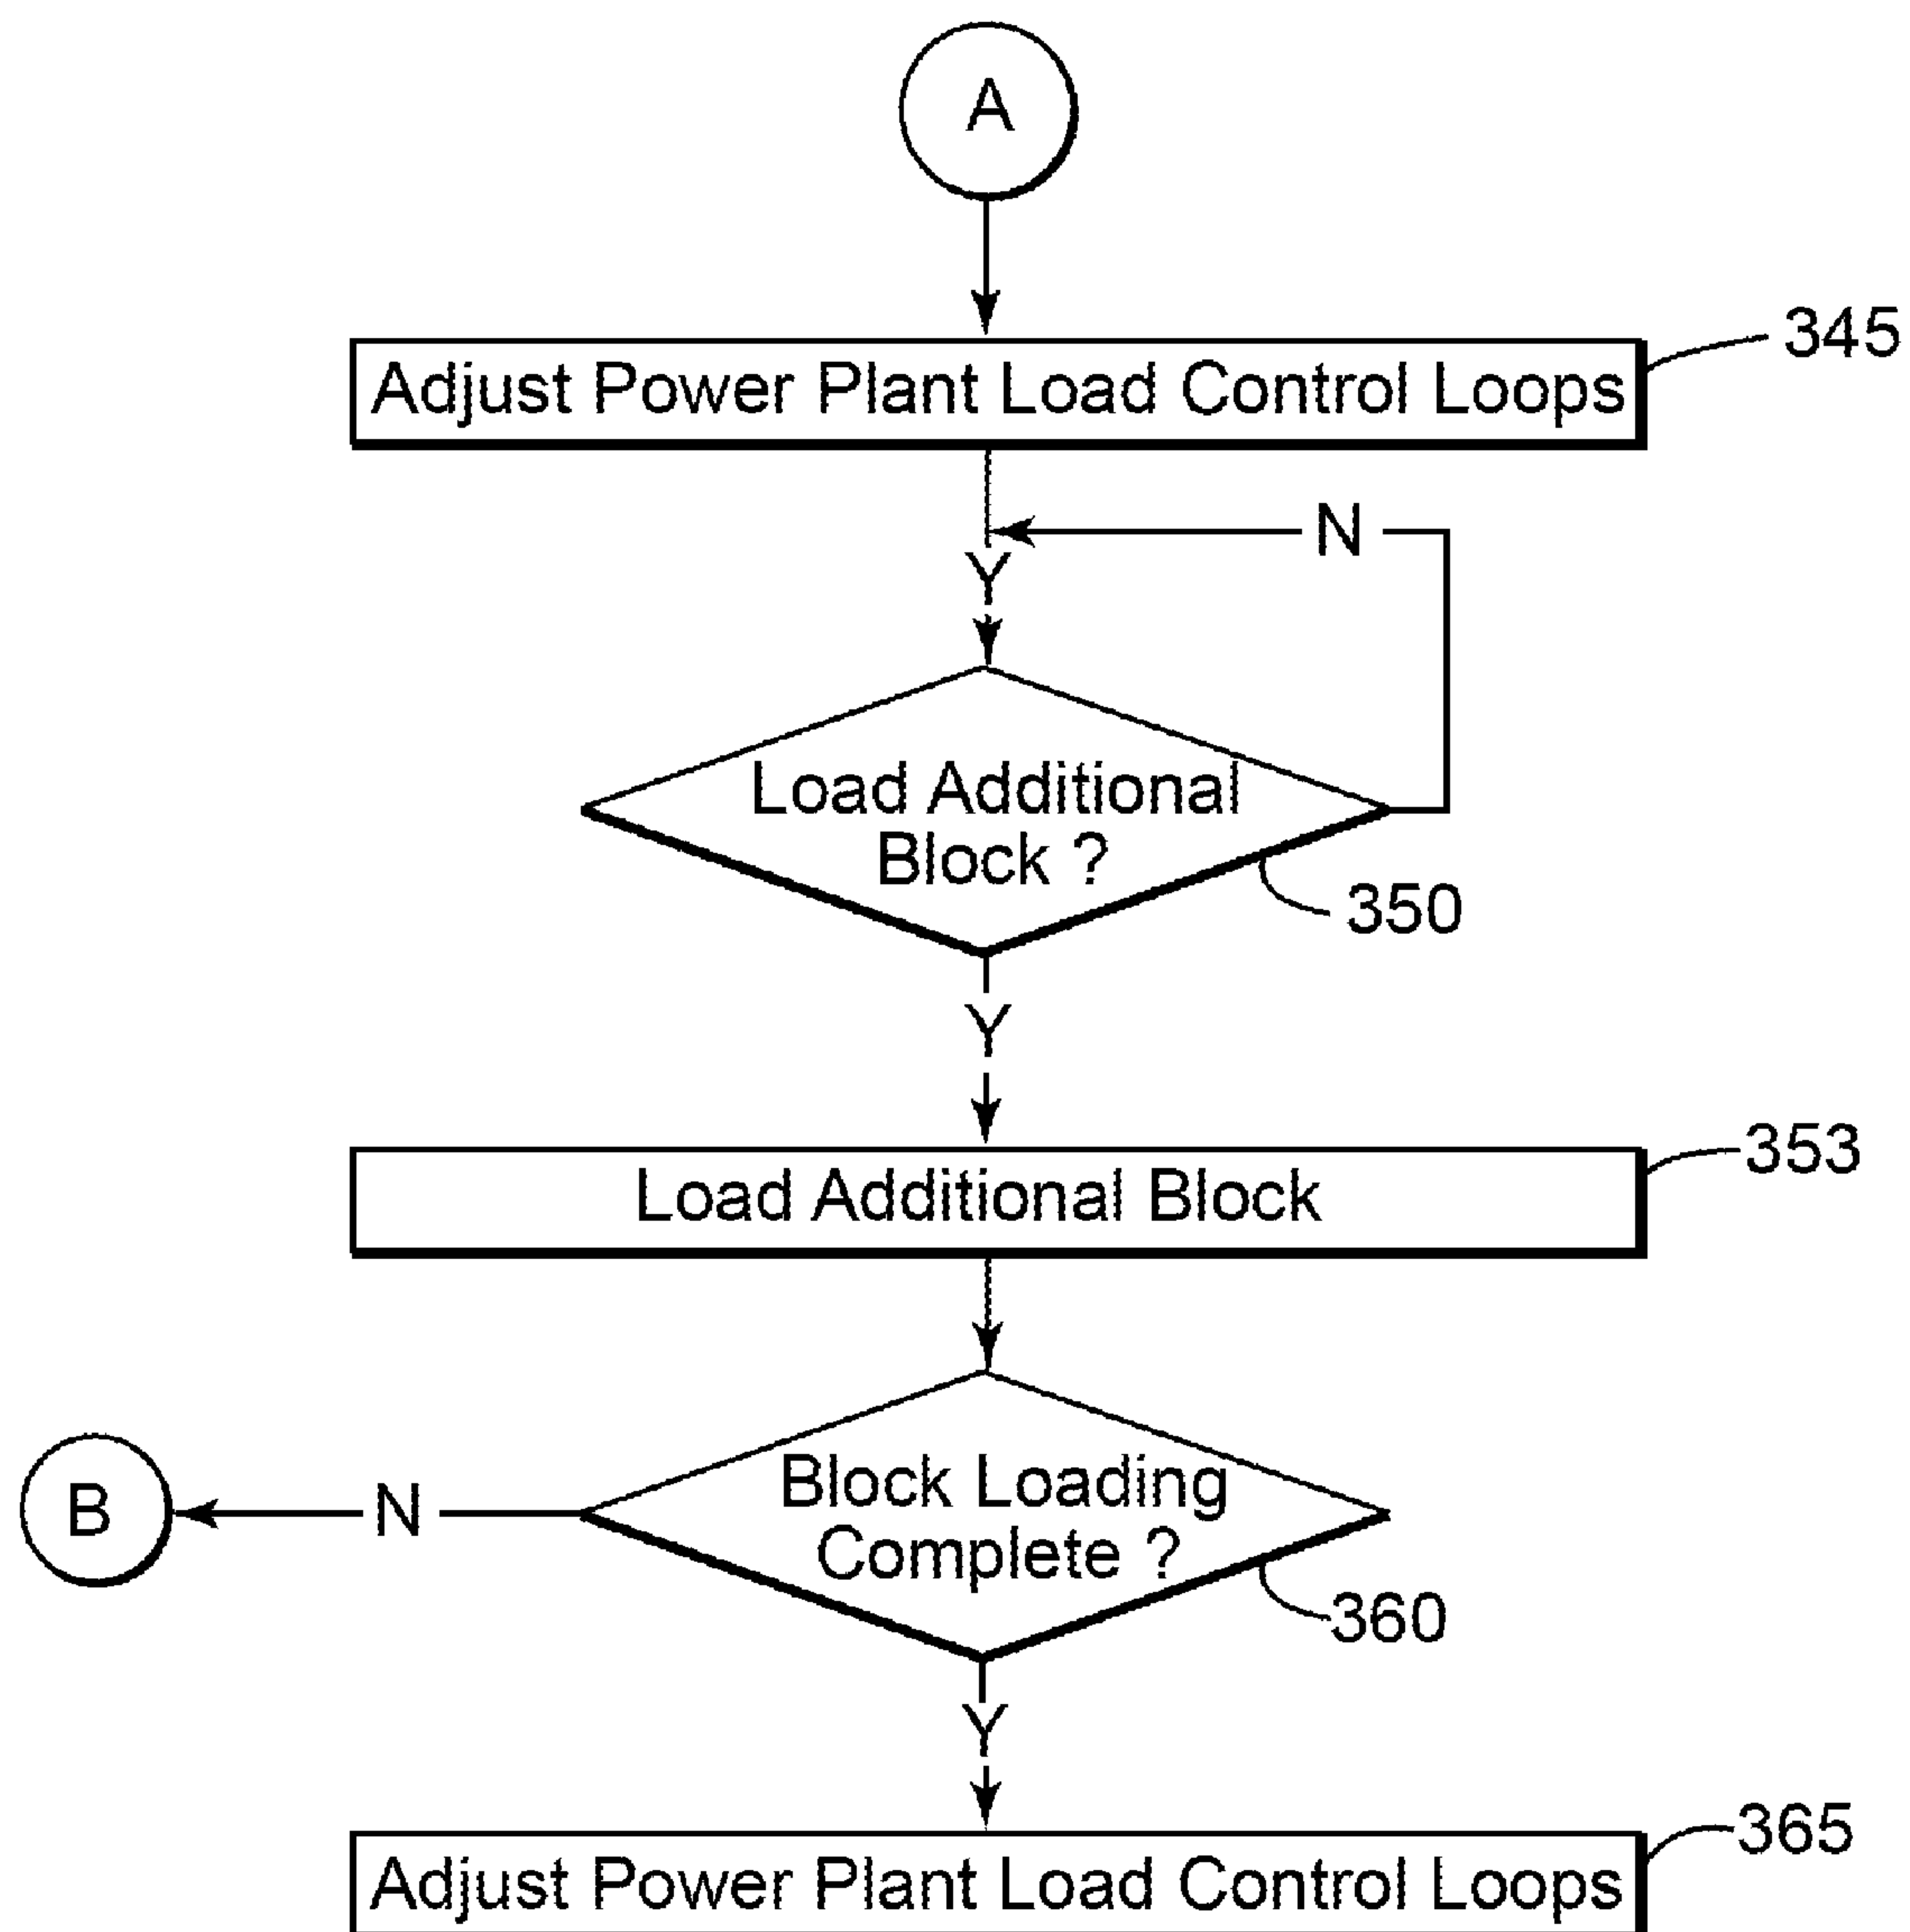 A
345
Adjust Power Plant Load Control Loops
N
Y
Load Additional
Block ?
350
Y
353
Load Additional Block
Block Loading
Complete ?
B
N
360
Y
365
Adjust Power Plant Load Control Loops